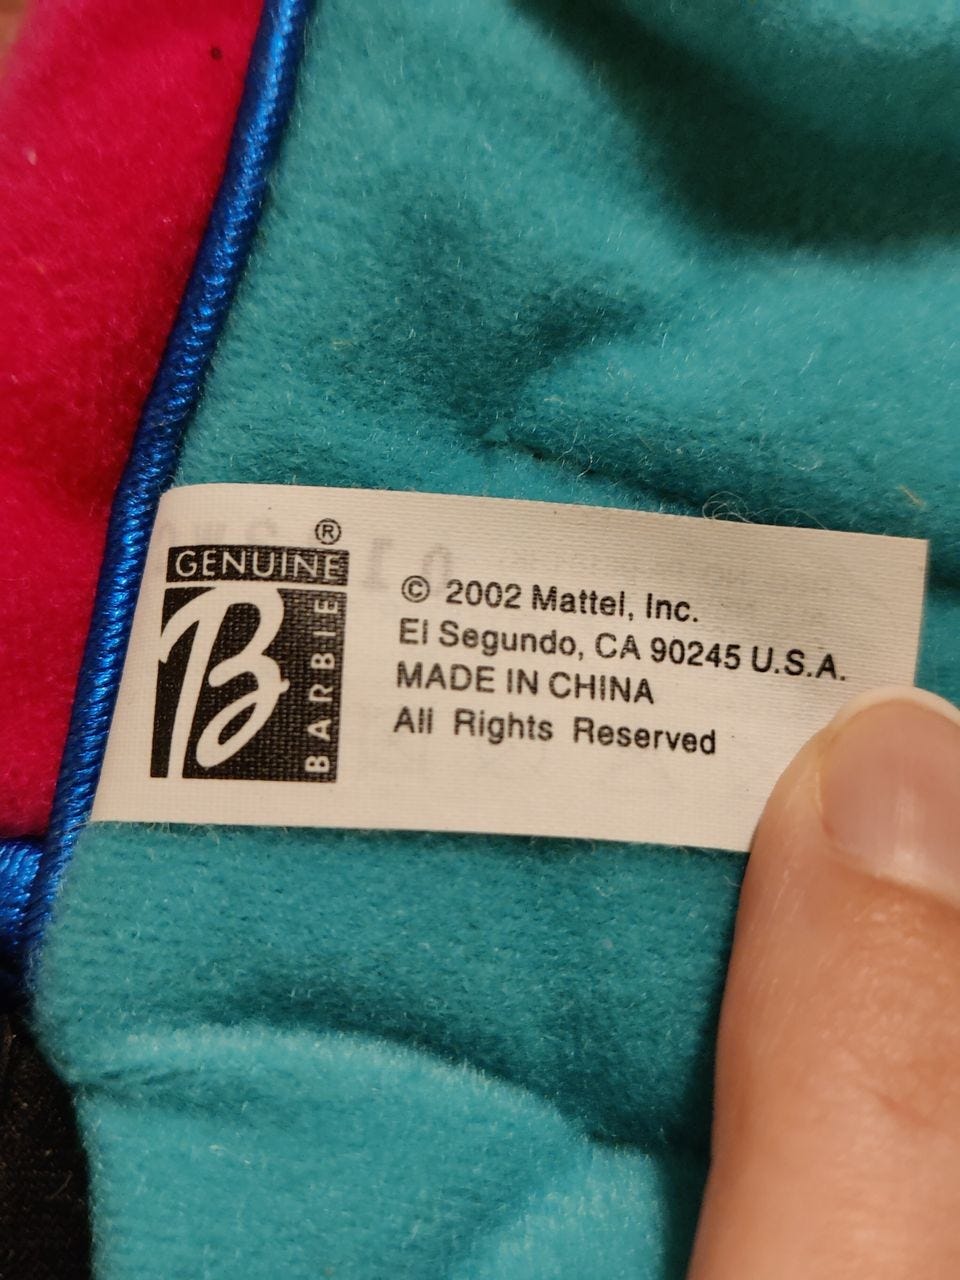 ®
GENUINE
B
BARBIE
© 2002 Mattel, Inc.
El Segundo, CA 90245 U.S.A.
MADE IN CHINA
All Rights Reserved